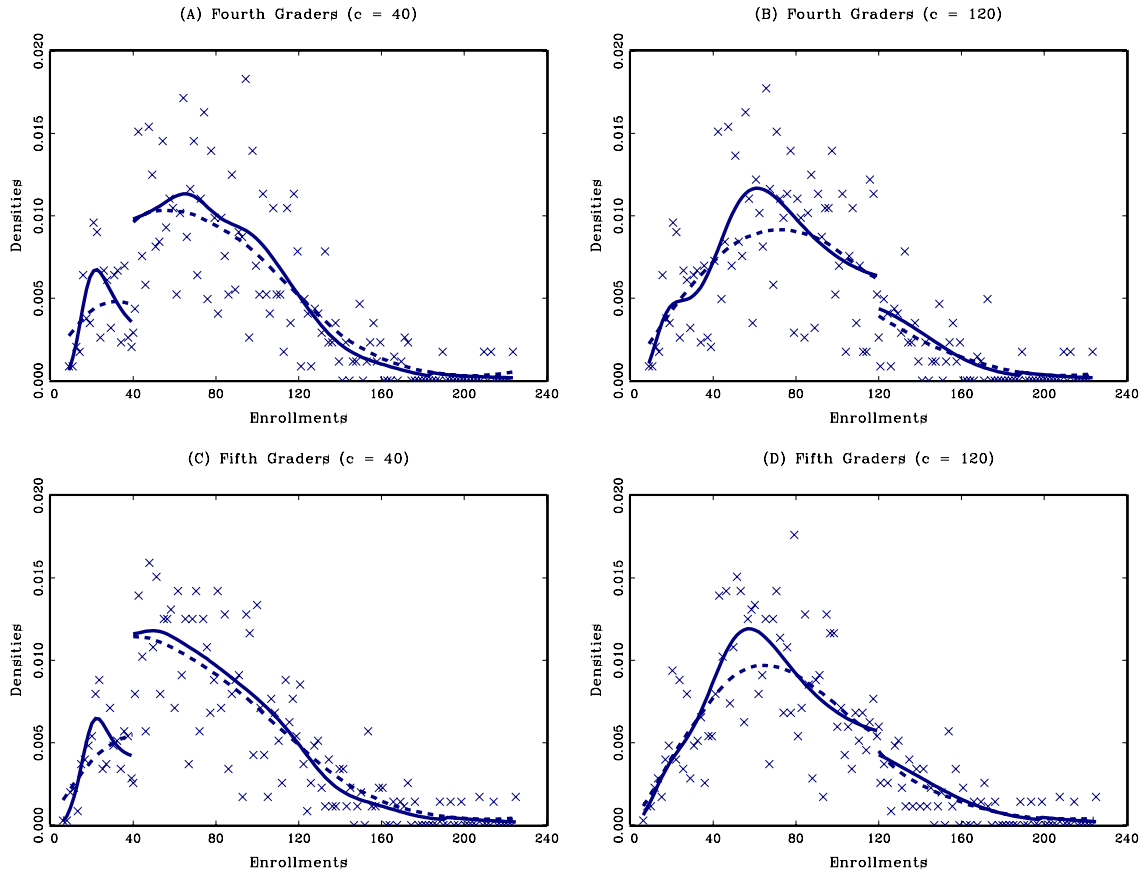 (A) Fourth Graders (c = 40)
0.020
0.015
0.010
0.005
0.000
Densities
0 40 80 120 160 200 240
Enrollments
(B) Fourth Graders (c = 120)
0.020
0.015
0.010
0.005
0.000
Densities
0 40 80 120 160 200 240
Enrollments
(C) Fifth Graders (c = 40)
0.020
0.015
0.010
0.005
0.000
Densities
0 40 80 120 160 200 240
Enrollments
(D) Fifth Graders (c = 120)
0.020
0.015
0.010
0.005
0.000
Densities
0 40 80 120 160 200 240
Enrollments